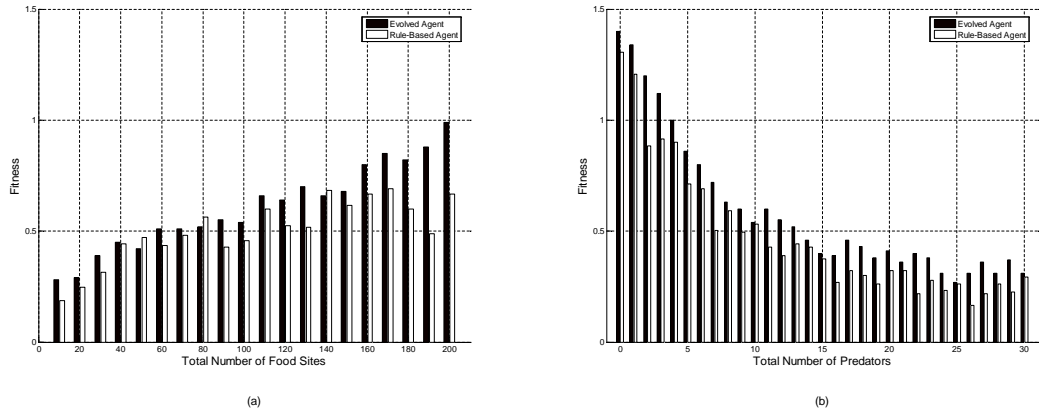 1.5
1
0.5
0
Fitness
0 20 40 60 80 100 120 140 160 180 200
Total Number of Food Sites
Evolved Agent
Rule-Based Agent
(a)
1.5
1
0.5
0
Fitness
0 5 10 15 20 25 30
Total Number of Predators
Evolved Agent
Rule-Based Agent
(b)